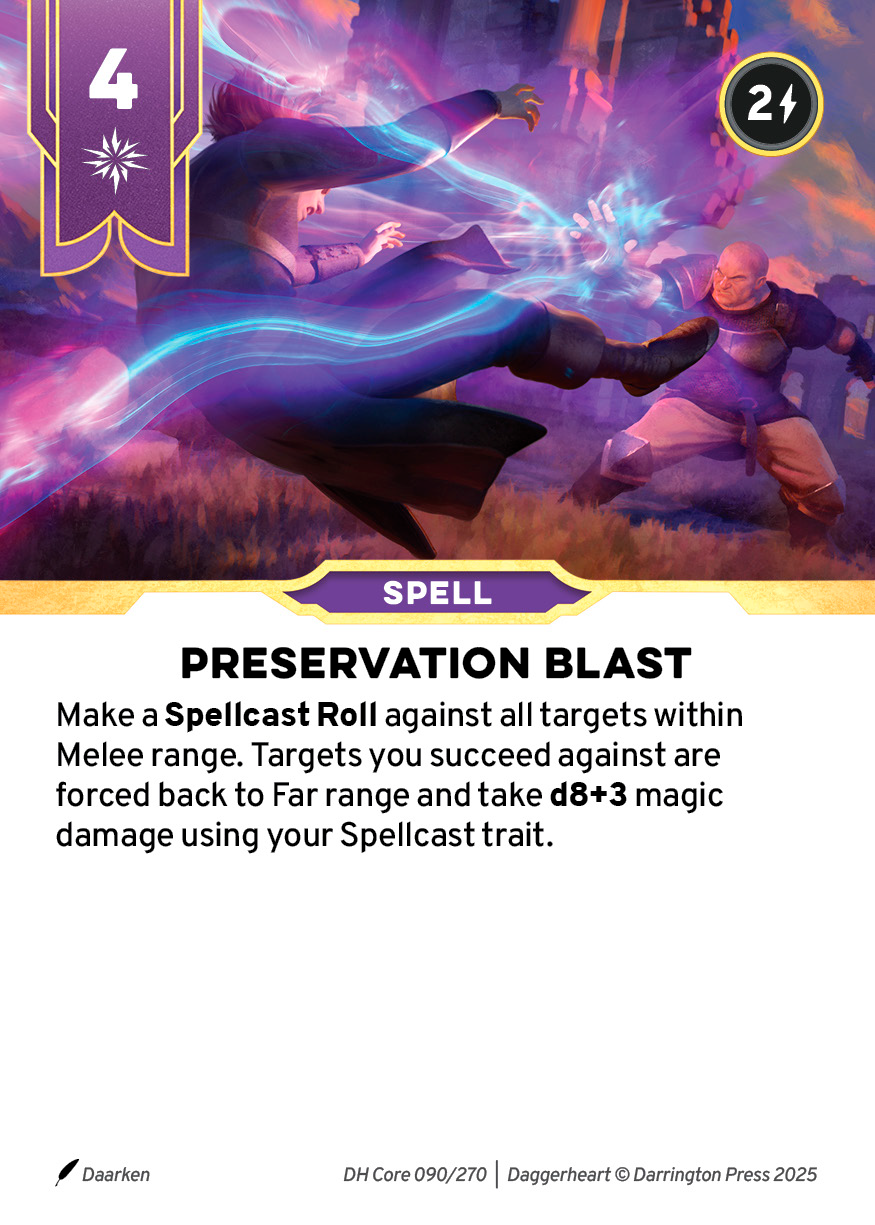 4
2
SPELL
PRESERVATION BLAST
Make a Spellcast Roll against all targets within
Melee range. Targets you succeed against are
forced back to Far range and take d8+3 magic
damage using your Spellcast trait.
Daarken
DH Core 090/270 | Daggerheart © Darrington Press 2025